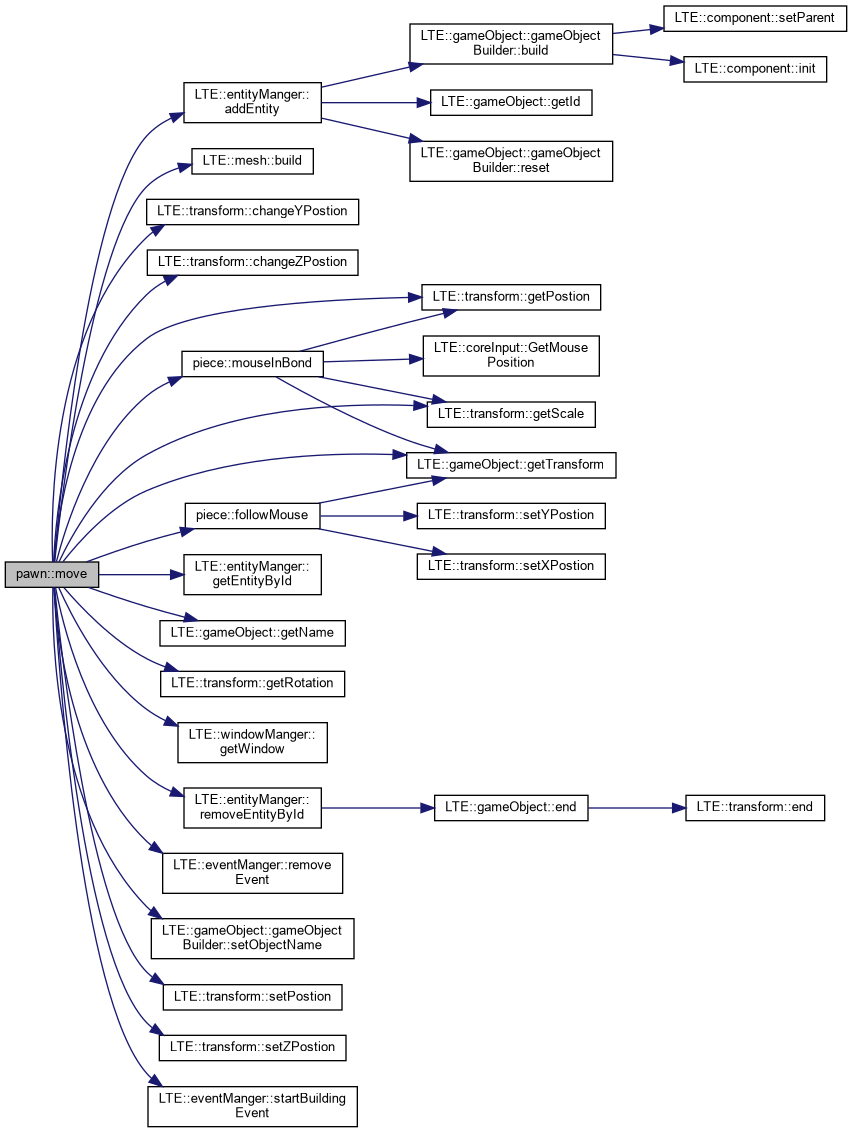 LTE::component::setParent
LTE::gameObject::gameObject
Builder::build
LTE::component::init
LTE::entityManger::
addEntity
LTE::gameObject::getId
LTE::mesh::build
LTE::gameObject::gameObject
Builder::reset
LTE::transform::changeYPostion
LTE::transform::changeZPostion
LTE::transform::getPostion
piece::mouseInBond
LTE::coreInput::GetMouse
Position
LTE::transform::getScale
LTE::gameObject::getTransform
piece::followMouse
LTE::transform::setYPostion
LTE::transform::setXPostion
pawn::move
LTE::entityManger::
getEntityById
LTE::gameObject::getName
LTE::transform::getRotation
LTE::windowManger::
getWindow
LTE::entityManger::
removeEntityById
LTE::gameObject::end
LTE::transform::end
LTE::eventManger::remove
Event
LTE::gameObject::gameObject
Builder::setObjectName
LTE::transform::setPostion
LTE::transform::setZPostion
LTE::eventManger::startBuilding
Event